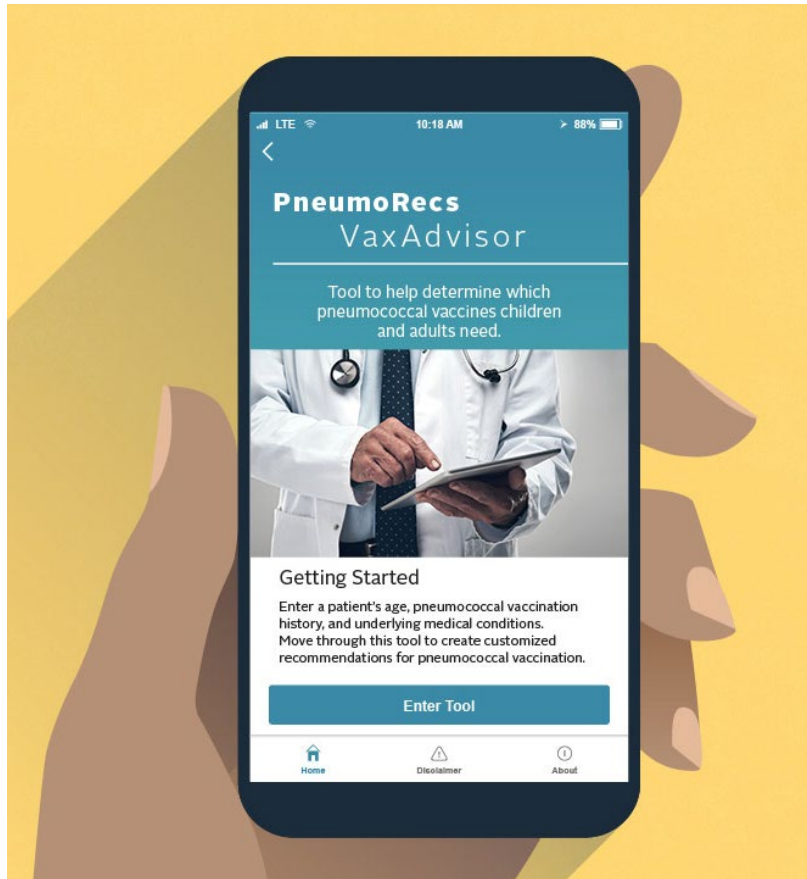 LTE 10:18 AM 88%
PneumoRecs
VaxAdvisor
Tool to help determine which
pneumococcal vaccines children
and adults need.
Getting Started
Enter a patient's age, pneumococcal vaccination
history, and underlying medical conditions.
Move through this tool to create customized
recommendations for pneumococcal vaccination.
Enter Tool
Home Disclaimer About